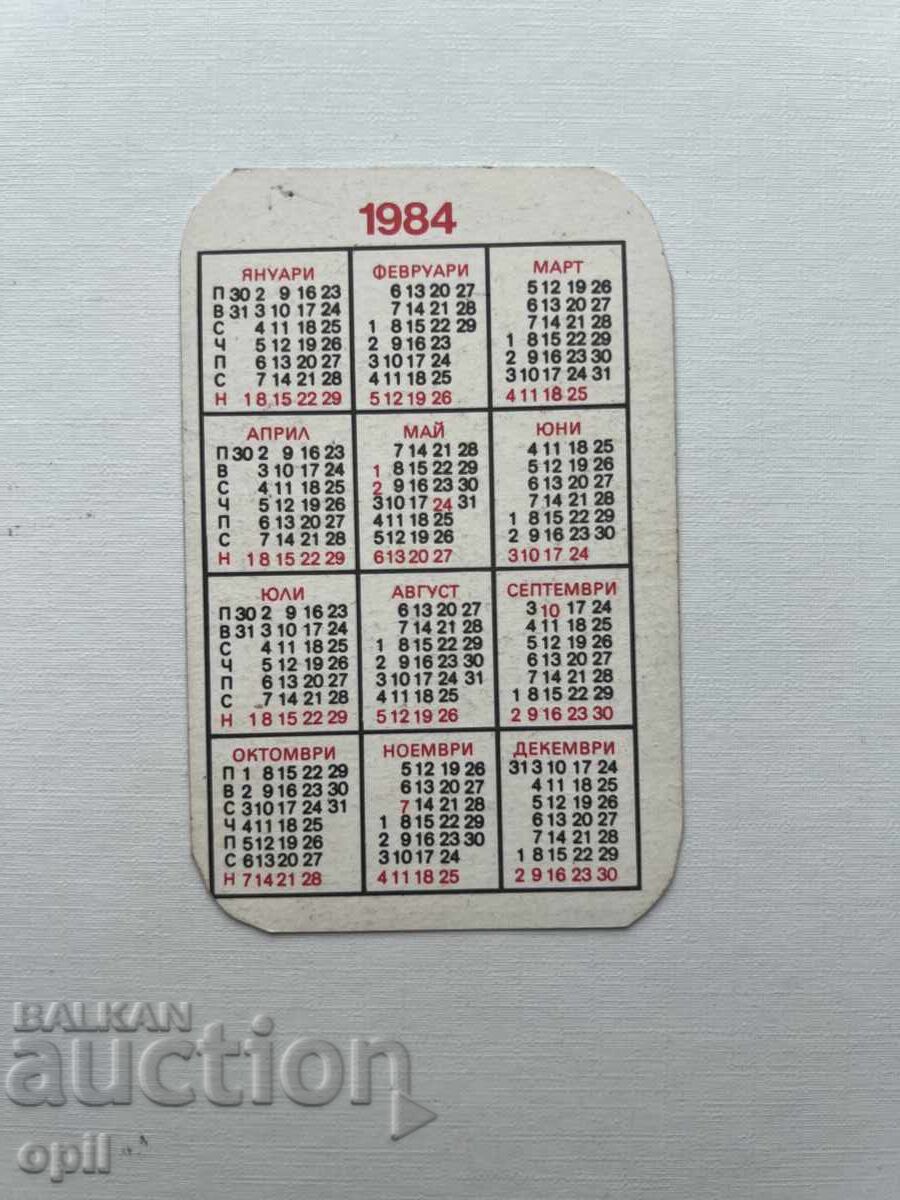 1984
ЯНУАРИ
П 30 2 9 16 23
В 31 3 10 17 24
С 4 11 18 25
Ч 5 12 19 26
П 6 13 20 27
С 7 14 21 28
Н 1 8 15 22 29
ФЕВРУАРИ
6 13 20 27
7 14 21 28
1 8 15 22 29
2 9 16 23
3 10 17 24
4 11 18 25
5 12 19 26
МАРТ
5 12 19 26
6 13 20 27
7 14 21 28
1 8 15 22 29
2 9 16 23 30
3 10 17 24 31
4 11 18 25
АПРИЛ
П 30 2 9 16 23
В 3 10 17 24
С 4 11 18 25
Ч 5 12 19 26
П 6 13 20 27
С 7 14 21 28
Н 1 8 15 22 29
МАЙ
7 14 21 28
1 8 15 22 29
2 9 16 23 30
3 10 17 24 31
4 11 18 25
5 12 19 26
6 13 20 27
ЮНИ
4 11 18 25
5 12 19 26
6 13 20 27
7 14 21 28
1 8 15 22 29
2 9 16 23 30
3 10 17 24
ЮЛИ
П 30 2 9 16 23
В 31 3 10 17 24
С 4 11 18 25
Ч 5 12 19 26
П 6 13 20 27
С 7 14 21 28
Н 1 8 15 22 29
АВГУСТ
6 13 20 27
7 14 21 28
1 8 15 22 29
2 9 16 23 30
3 10 17 24 31
4 11 18 25
5 12 19 26
СЕПТЕМВРИ
3 10 17 24
4 11 18 25
5 12 19 26
6 13 20 27
7 14 21 28
1 8 15 22 29
2 9 16 23 30
ОКТОМВРИ
П 1 8 15 22 29
В 2 9 16 23 30
С 3 10 17 24 31
Ч 4 11 18 25
П 5 12 19 26
С 6 13 20 27
Н 7 14 21 28
НОЕМВРИ
5 12 19 26
6 13 20 27
7 14 21 28
1 8 15 22 29
2 9 16 23 30
3 10 17 24
4 11 18 25
ДЕКЕМВРИ
31 3 10 17 24
4 11 18 25
5 12 19 26
6 13 20 27
7 14 21 28
1 8 15 22 29
2 9 16 23 30
BALKAN
auction
opil